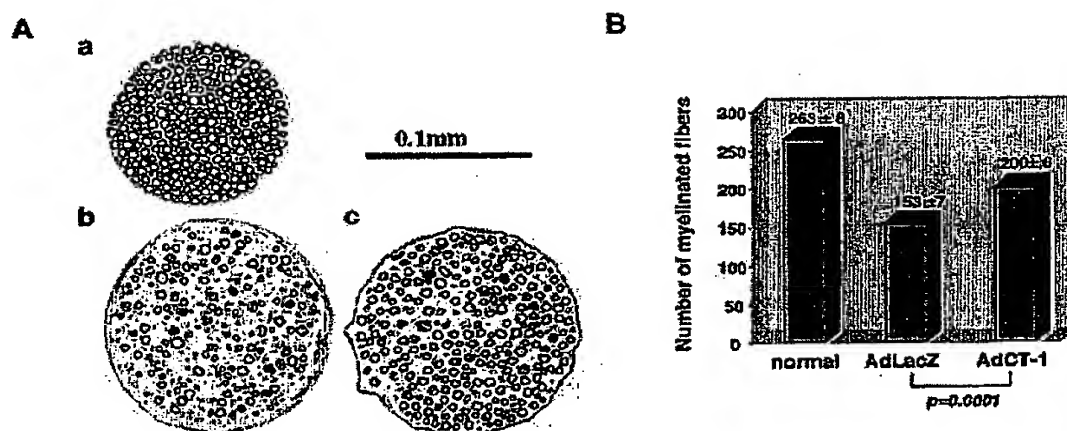 A
a
0.1mm
b
c
B
Number of myelinated fibers
300
250
200
150
100
50
0
263 ± 8
153±7
200±6
normal
AdLacZ
AdCT-1
p=0.0001